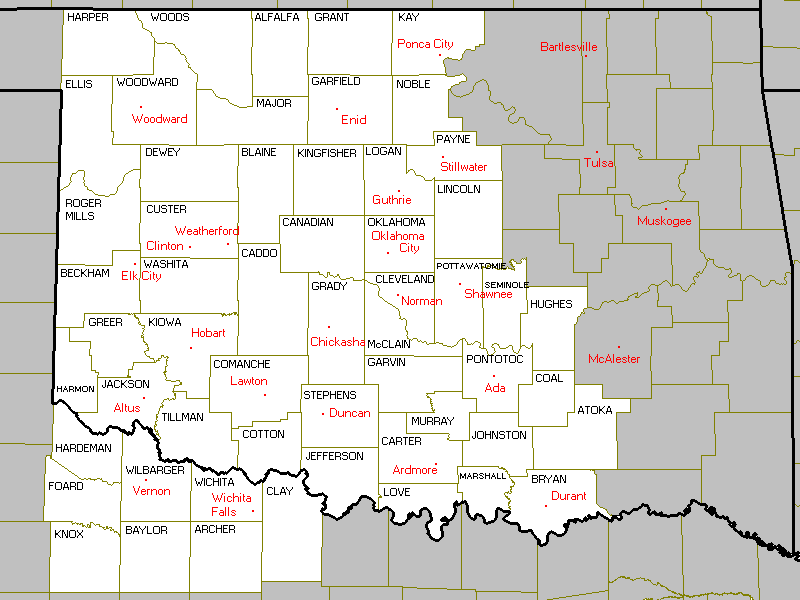 HARPER
WOODS
ALFALFA
GRANT
KAY
Ponca City
Bartlesville
ELLIS
WOODWARD
Woodward
MAJOR
GARFIELD
Enid
NOBLE
PAYNE
Stillwater
Tulsa
DEWEY
BLAINE
KINGFISHER
LOGAN
Guthrie
LINCOLN
ROGER
MILLS
CUSTER
Weatherford
Clinton
CANADIAN
OKLAHOMA
Oklahoma
City
Muskogee
BECKHAM
Elk City
WASHITA
CADDO
GRADY
CLEVELAND
Norman
POTTAWATOMIE
Shawnee
SEMINOLE
HUGHES
GREER
KIOWA
Hobart
Chickasha
McCLAIN
GARVIN
PONTOTOC
Ada
McAlester
HARMON
JACKSON
Altus
COMANCHE
Lawton
STEPHENS
Duncan
COAL
ATOKA
TILLMAN
COTTON
MURRAY
JOHNSTON
CARTER
Ardmore
JEFFERSON
LOVE
MARSHALL
BRYAN
Durant
HARDEMAN
FOARD
WILBARGER
Vernon
WICHITA
Wichita
Falls
CLAY
KNOX
BAYLOR
ARCHER